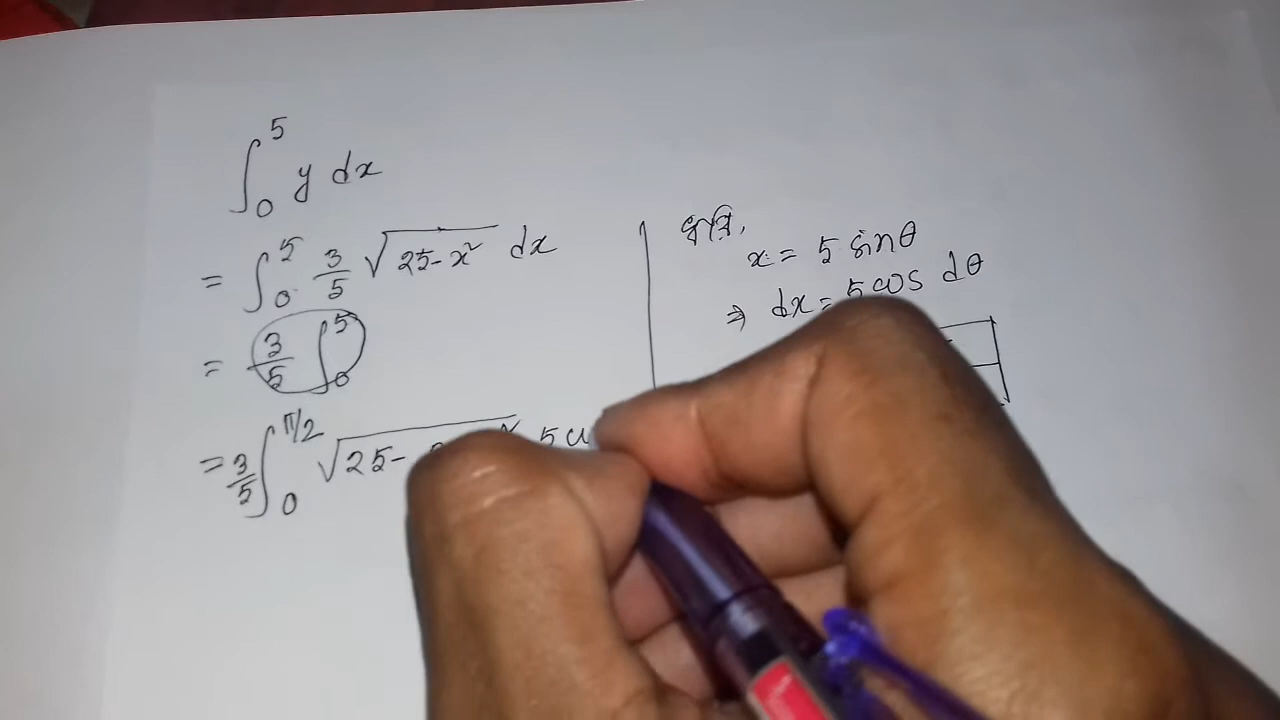 ∫₀⁵ y dx
= ∫₀⁵ 3/5 √(25-x²) dx
= 3/5 ∫₀⁵
= 3/5 ∫₀^(π/2) √(25-
ধরি,
x = 5 sinθ
⇒ dx = 5 cos dθ